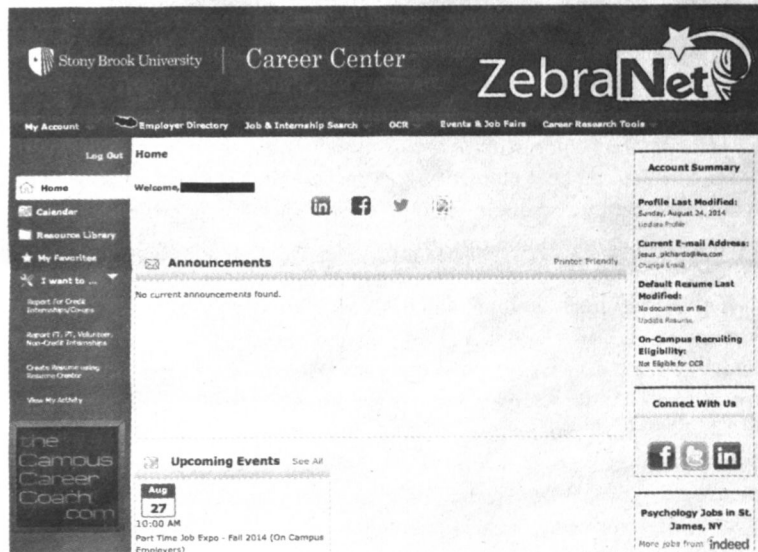 Stony Brook University | Career Center
ZebraNet
My Account
Employer Directory
Job & Internship Search
OCR
Events & Job Fairs
Career Research Tools
Log Out
Home
Calendar
Resource Library
My Favorites
I want to ...
Report For Credit
Internships/Co-ops
Report FT, PT, Volunteer,
Non-Credit Internships
Create Resume using
Resume Creator
View My Activity
the
Campus
Career
Coach
.com
Home
Welcome,
in f
Announcements
Printer Friendly
No current announcements found.
Upcoming Events
See All
Aug
27
10:00 AM
Part Time Job Expo - Fall 2014 (On Campus
Employers)
Account Summary
Profile Last Modified:
Sunday, August 24, 2014
Update Profile
Current E-mail Address:
Change Email
Default Resume Last
Modified:
No document on file
Update Resume
On-Campus Recruiting
Eligibility:
Not Eligible for OCR
Connect With Us
f in
Psychology Jobs in St.
James, NY
More jobs from indeed